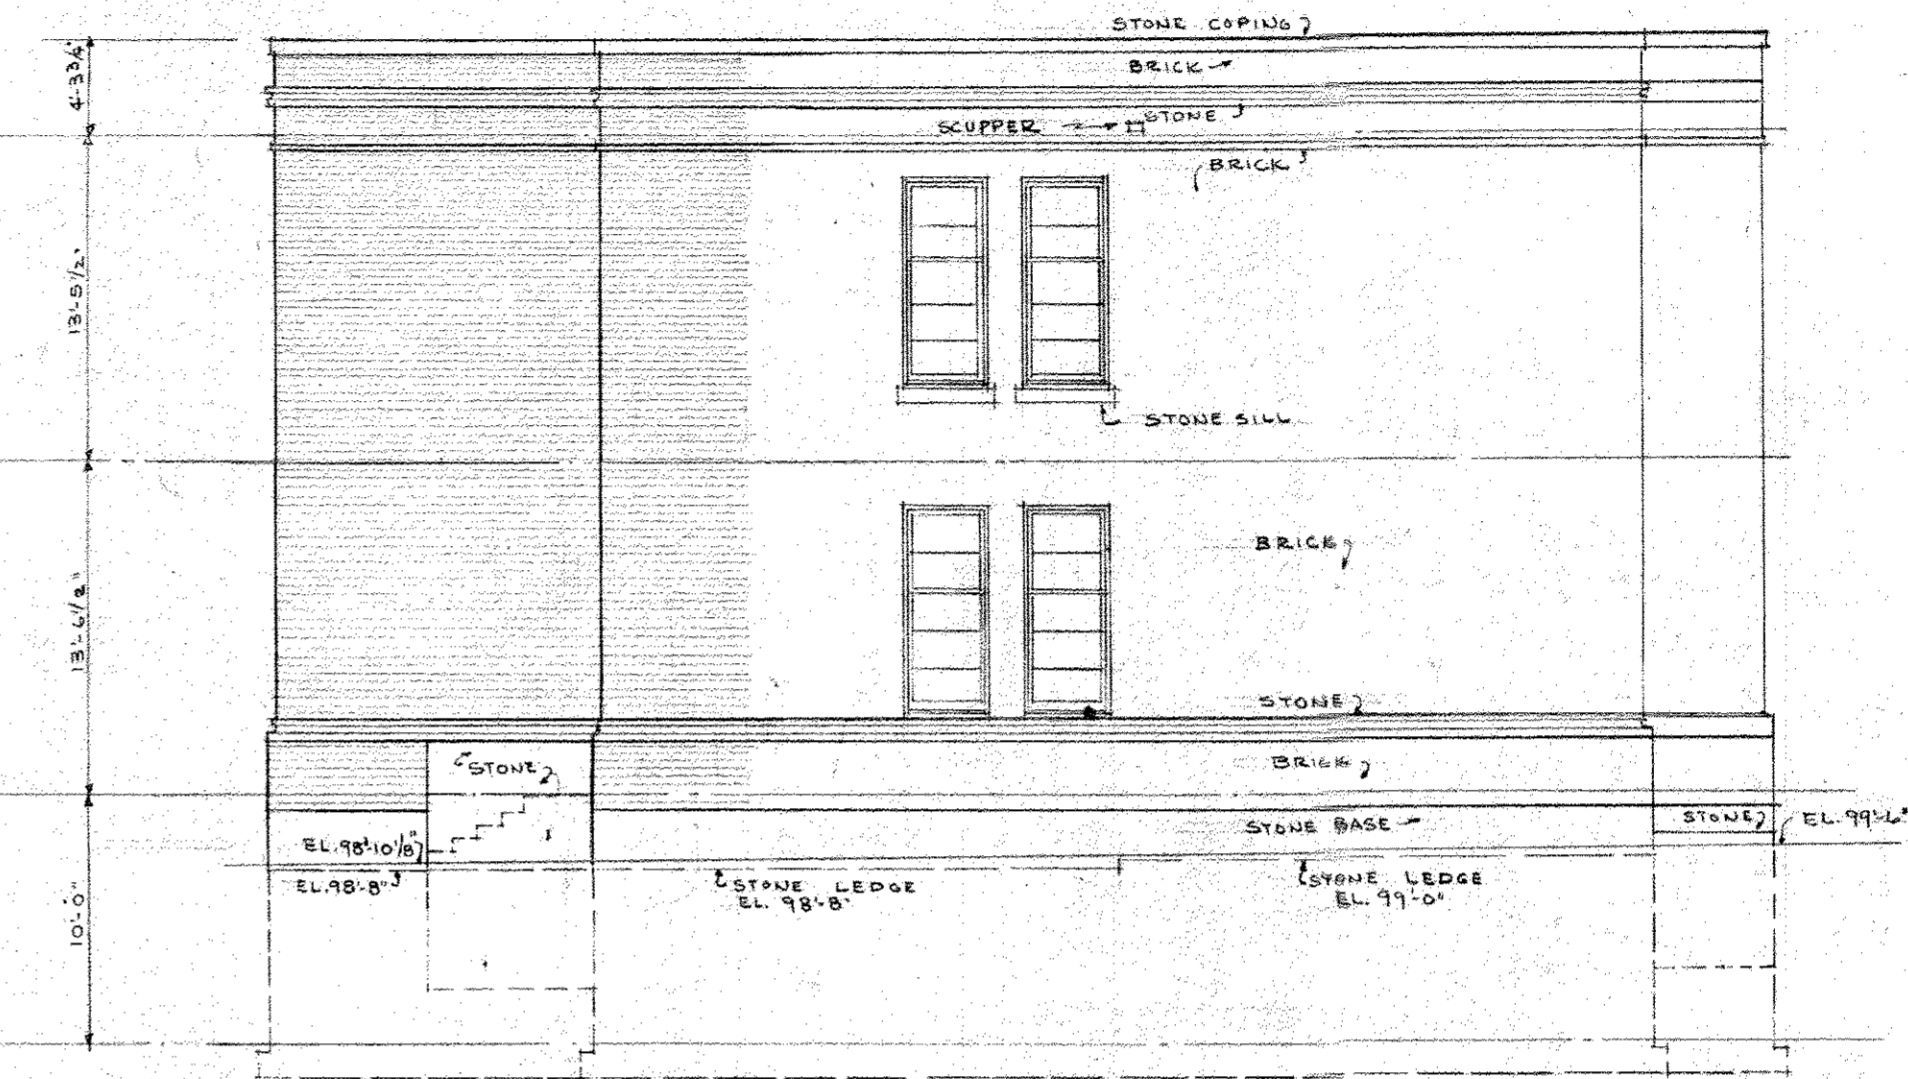 STONE COPING
BRICK
4'-3 3/4"
STONE
SCUPPER
BRICK
13'-5 1/2"
STONE SILL
BRICK
13'-6 1/2"
STONE
STONE
BRICK
STONE BASE
STONE
EL. 99'-6"
EL. 98'-10 1/8"
EL. 98'-8"
STONE LEDGE
EL. 98'-8"
STONE LEDGE
EL. 99'-0"
10'-0"